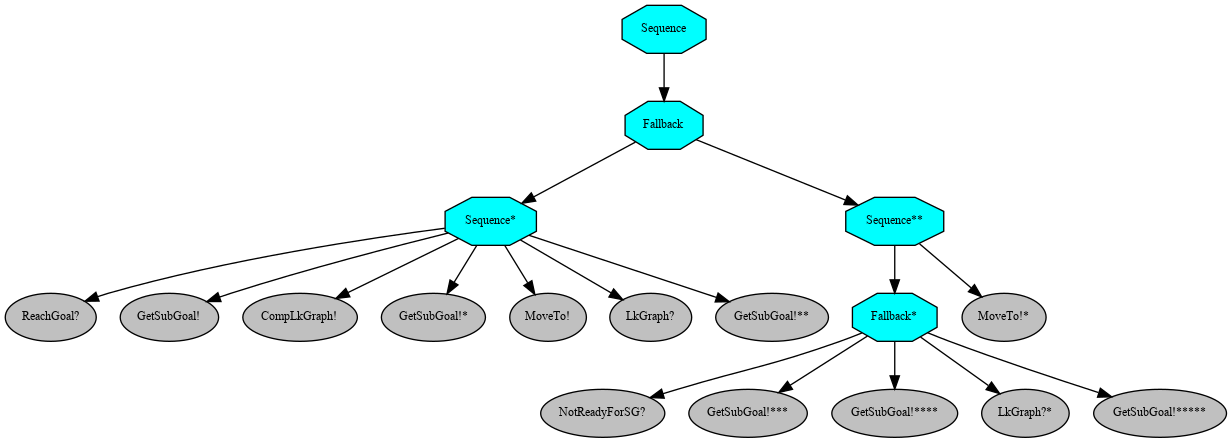 Sequence
Fallback
Sequence*
Sequence**
ReachGoal?
GetSubGoal!
CompLkGraph!
GetSubGoal!*
MoveTo!
LkGraph?
GetSubGoal!**
Fallback*
MoveTo!*
NotReadyForSG?
GetSubGoal!***
GetSubGoal!****
LkGraph?*
GetSubGoal!*****